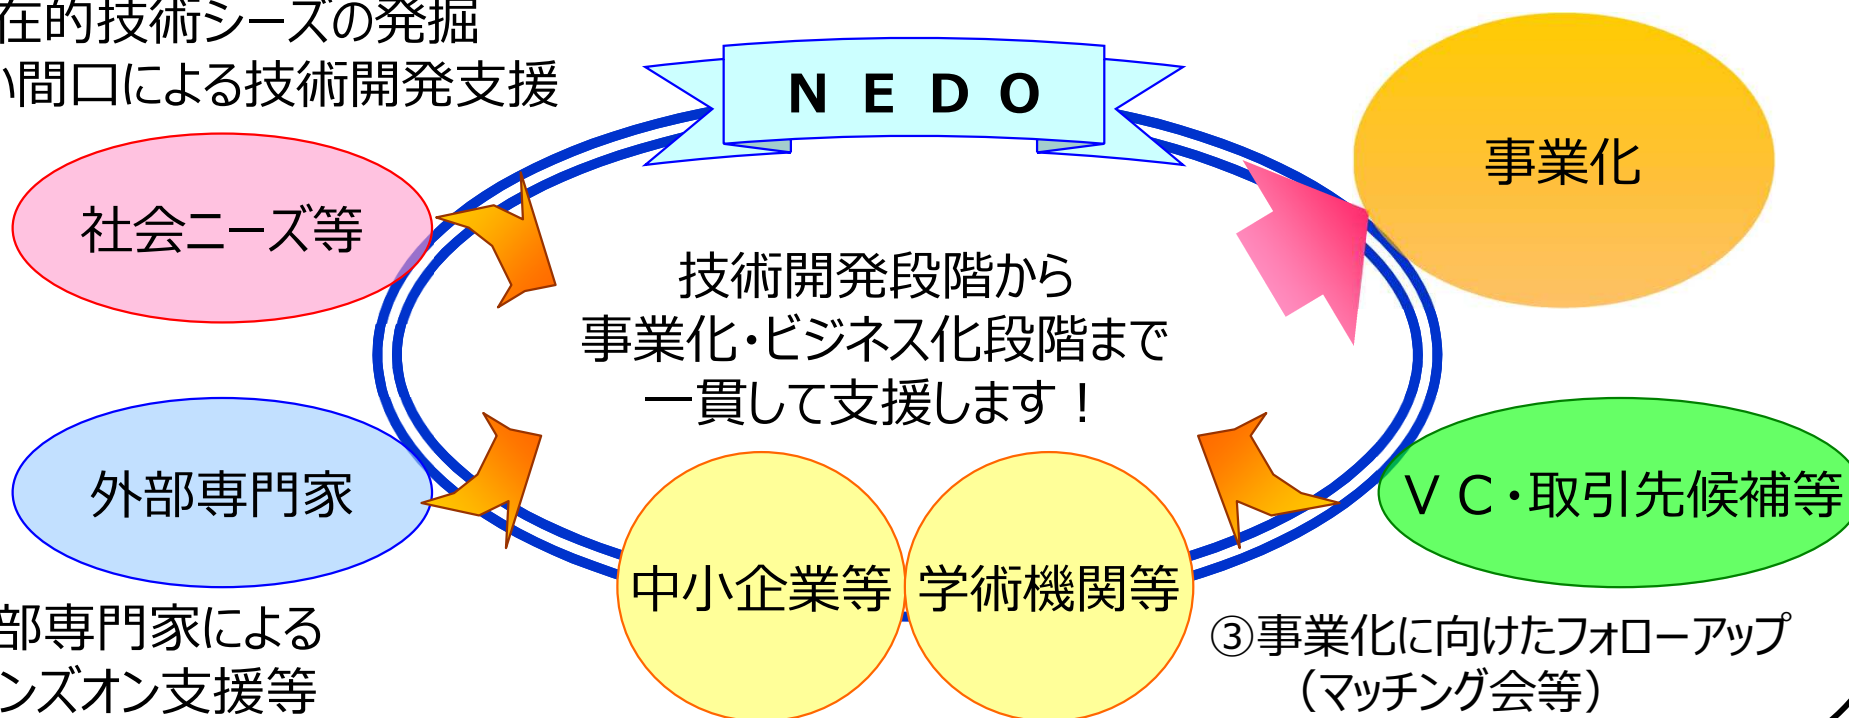 在的技術シーズの発掘
い間口による技術開発支援
ＮＥＤＯ
事業化
社会ニーズ等
技術開発段階から
事業化・ビジネス化段階まで
一貫して支援します！
外部専門家
ＶＣ・取引先候補等
中小企業等
学術機関等
部専門家による
ンズオン支援等
③事業化に向けたフォローアップ
（マッチング会等）